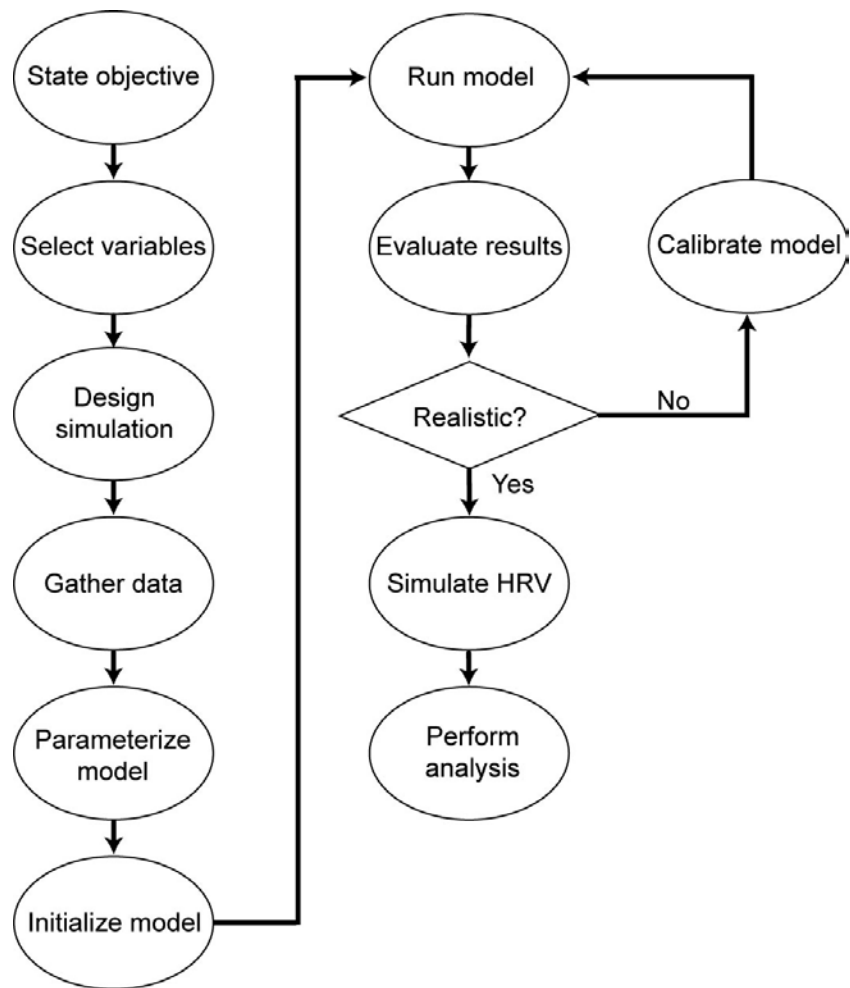 State objective
Select variables
Design
simulation
Gather data
Parameterize
model
Initialize model
Run model
Evaluate results
Realistic?
Yes
Simulate HRV
Perform
analysis
No
Calibrate model